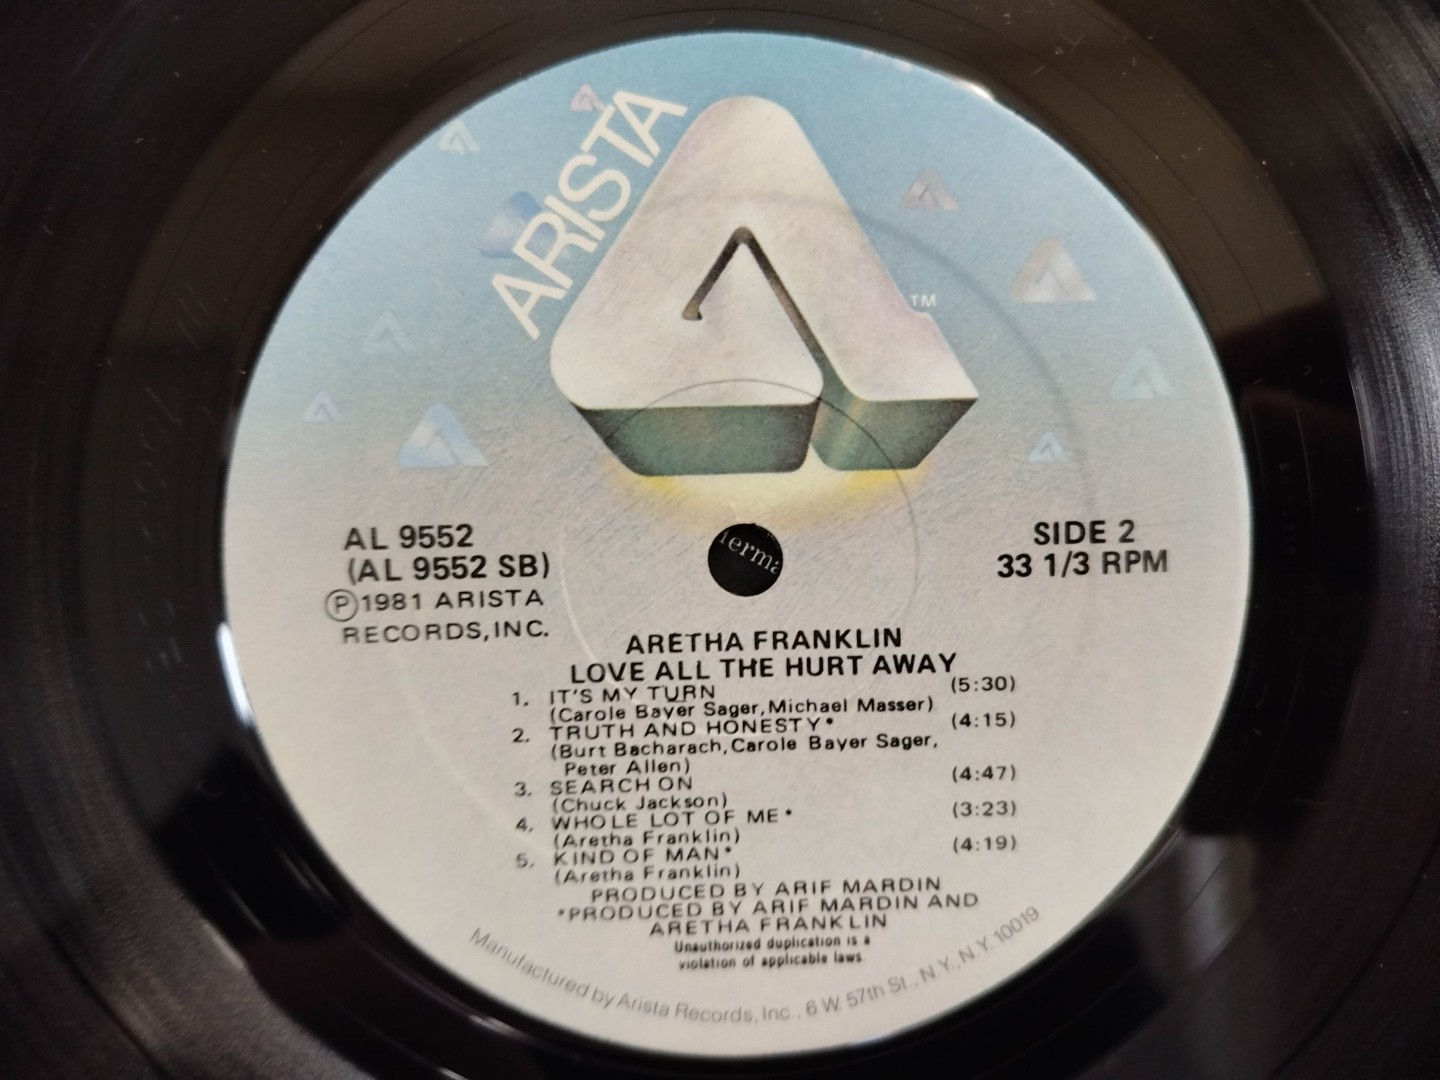 ARISTA
TM
AL 9552
(AL 9552 SB)
Ⓟ1981 ARISTA
RECORDS, INC.
SIDE 2
33 1/3 RPM
ARETHA FRANKLIN
LOVE ALL THE HURT AWAY
1. IT'S MY TURN (5:30)
(Carole Bayer Sager, Michael Masser)
2. TRUTH AND HONESTY* (4:15)
(Burt Bacharach, Carole Bayer Sager,
Peter Allen)
3. SEARCH ON (4:47)
(Chuck Jackson)
4. WHOLE LOT OF ME* (3:23)
(Aretha Franklin)
5. KIND OF MAN* (4:19)
(Aretha Franklin)
PRODUCED BY ARIF MARDIN
*PRODUCED BY ARIF MARDIN AND
ARETHA FRANKLIN
Unauthorized duplication is a
violation of applicable laws.
Manufactured by Arista Records, Inc., 6 W. 57th St., N.Y., N.Y. 10019